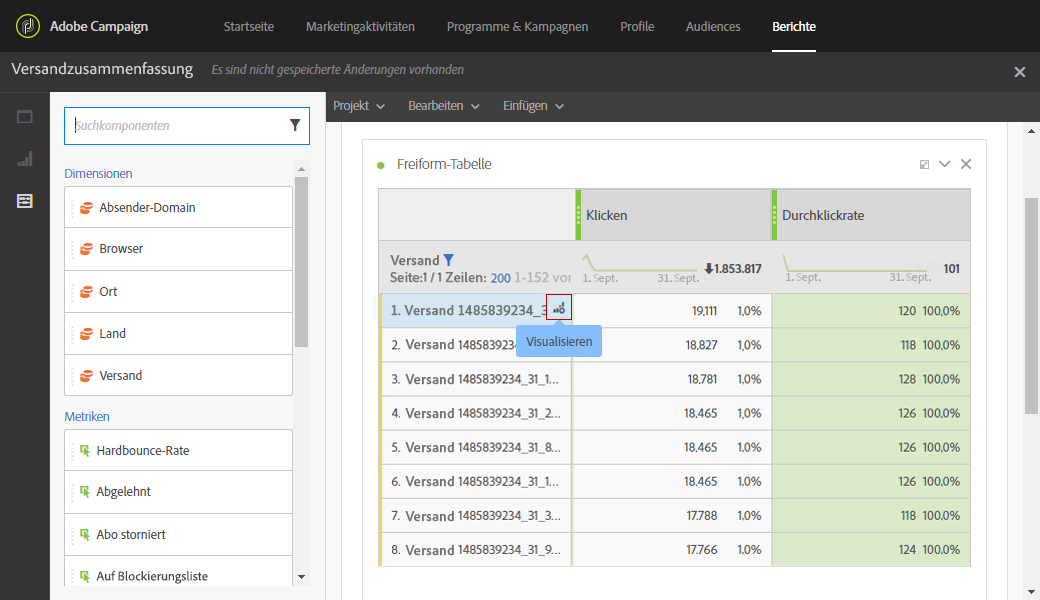 Adobe Campaign Startseite Marketingaktivitäten Programme & Kampagnen Profile Audiences Berichte
Versandzusammenfassung Es sind nicht gespeicherte Änderungen vorhanden
Projekt Bearbeiten Einfügen
Suchkomponenten
Dimensionen
Absender-Domain
Browser
Ort
Land
Versand
Metriken
Hardbounce-Rate
Abgelehnt
Abo storniert
Auf Blockierungsliste
Freiform-Tabelle
Klicken Durchklickrate
Versand
Seite:1 / 1 Zeilen: 200 1-152 vor
1. Sept. 31. Sept. 1.853.817
1. Sept. 31. Sept. 101
1. Versand 1485839234_3 19,111 1,0% 120 100,0%
Visualisieren
2. Versand 148583923 18.827 1,0% 118 100,0%
3. Versand 1485839234_31_1... 18.781 1,0% 128 100,0%
4. Versand 1485839234_31_2... 18.465 1,0% 126 100,0%
5. Versand 1485839234_31_8... 18.465 1,0% 126 100,0%
6. Versand 1485839234_31_1... 18.465 1,0% 126 100,0%
7. Versand 1485839234_31_3... 17.788 1,0% 118 100,0%
8. Versand 1485839234_31_9... 17.766 1,0% 124 100,0%